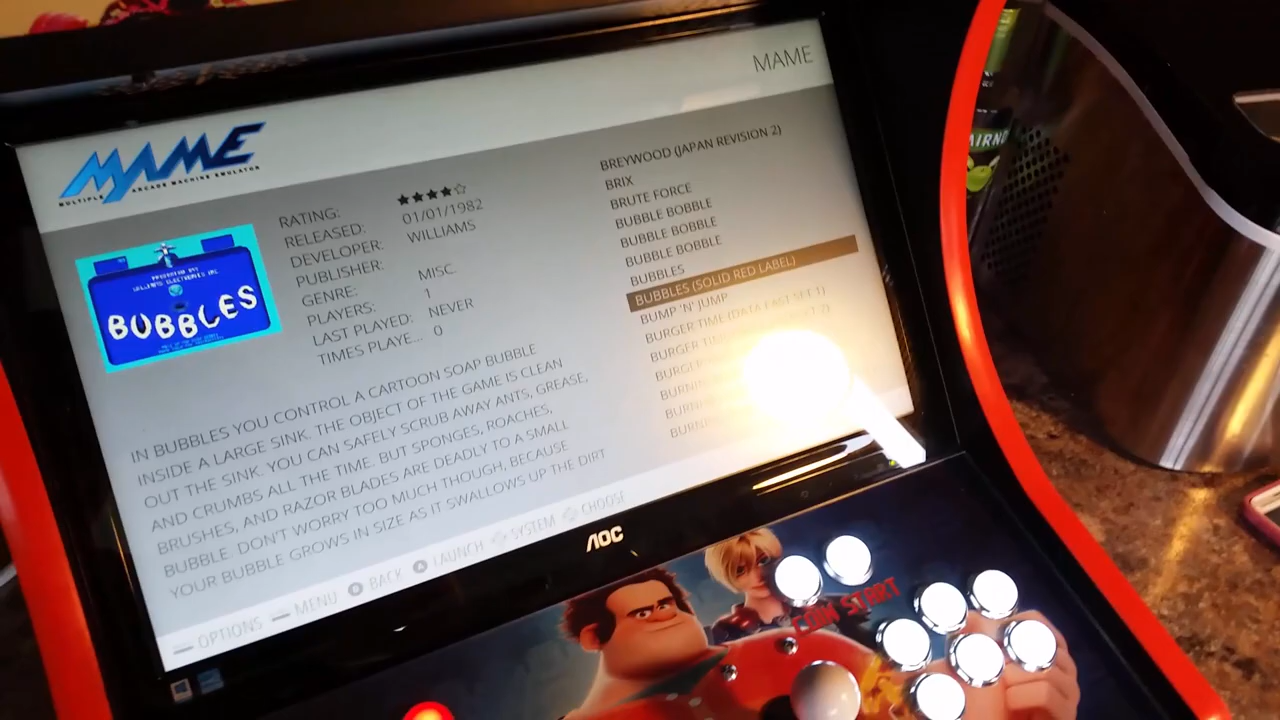 MAME
MAME
MULTIPLE ARCADE MACHINE EMULATOR
RATING:
RELEASED: 01/01/1982
DEVELOPER: WILLIAMS
PUBLISHER:
GENRE: MISC.
PLAYERS: 1
LAST PLAYED: NEVER
TIMES PLAYE... 0
BUBBLES
IN BUBBLES YOU CONTROL A CARTOON SOAP BUBBLE
INSIDE A LARGE SINK. THE OBJECT OF THE GAME IS CLEAN
OUT THE SINK. YOU CAN SAFELY SCRUB AWAY ANTS, GREASE,
AND CRUMBS ALL THE TIME. BUT SPONGES, ROACHES,
BRUSHES, AND RAZOR BLADES ARE DEADLY TO A SMALL
BUBBLE. DON'T WORRY TOO MUCH THOUGH, BECAUSE
YOUR BUBBLE GROWS IN SIZE AS IT SWALLOWS UP THE DIRT
BREYWOOD (JAPAN REVISION 2)
BRIX
BRUTE FORCE
BUBBLE BOBBLE
BUBBLE BOBBLE
BUBBLE BOBBLE
BUBBLES
BUBBLES (SOLID RED LABEL)
BUMP 'N' JUMP
BURGER TIME (DATA EAST SET 1)
BURGER
OPTIONS MENU BACK LAUNCH SYSTEM CHOOSE
AOC
COIN START